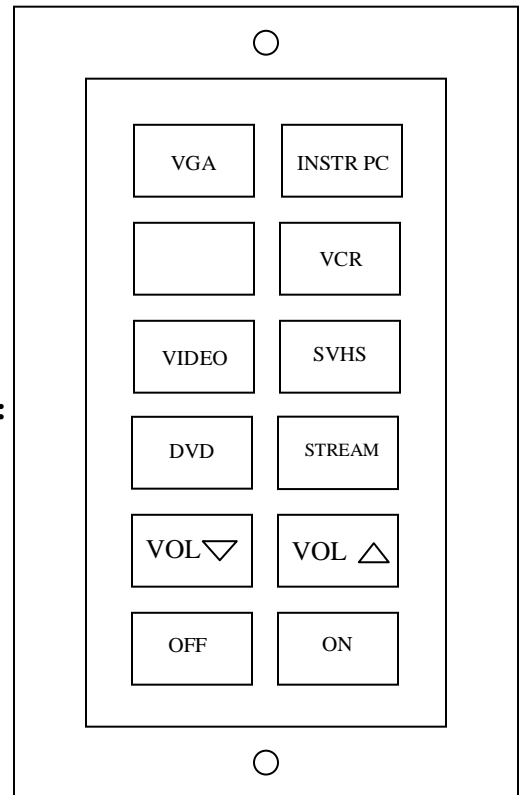 VGA INSTR PC
VCR
VIDEO SVHS
:
DVD STREAM
VOL VOL
OFF ON